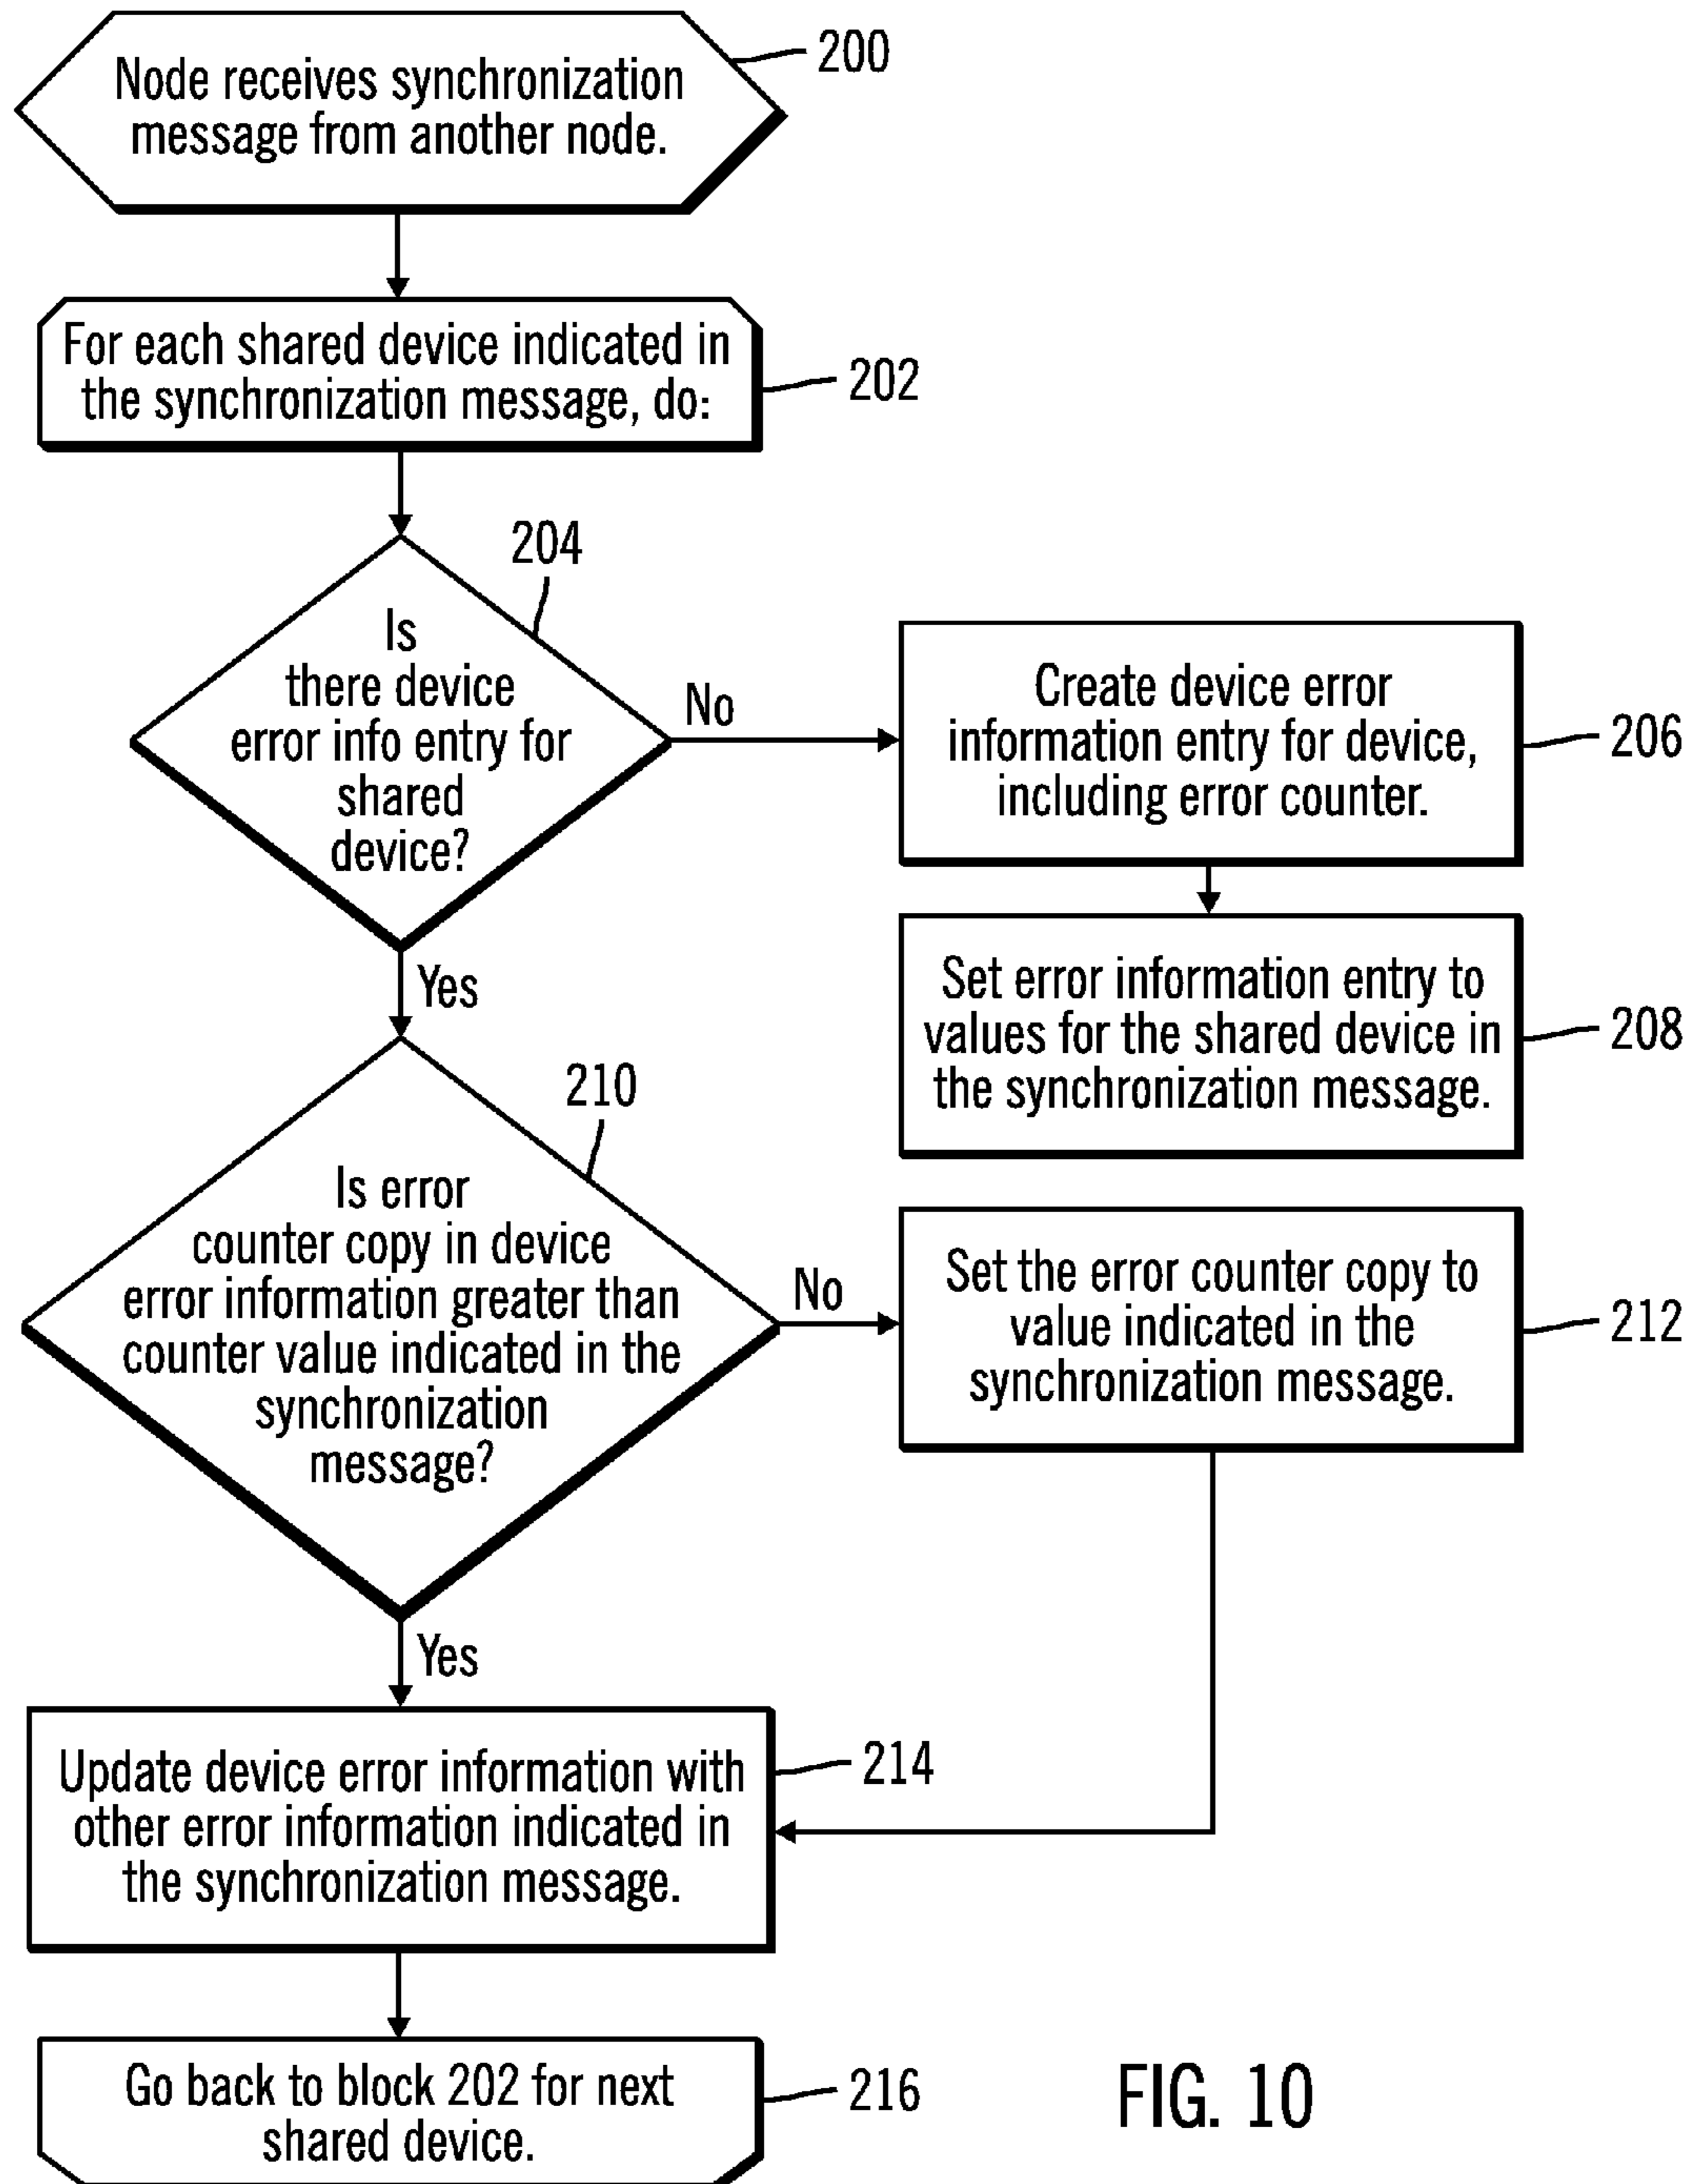 Node receives synchronization
message from another node.
200
For each shared device indicated in
the synchronization message, do:
202
204
Is
there device
error info entry for
shared
device?
No
Create device error
information entry for device,
including error counter.
206
Yes
Set error information entry to
values for the shared device in
the synchronization message.
208
210
Is error
counter copy in device
error information greater than
counter value indicated in the
synchronization
message?
No
Set the error counter copy to
value indicated in the
synchronization message.
212
Yes
Update device error information with
other error information indicated in
the synchronization message.
214
Go back to block 202 for next
shared device.
216
FIG. 10